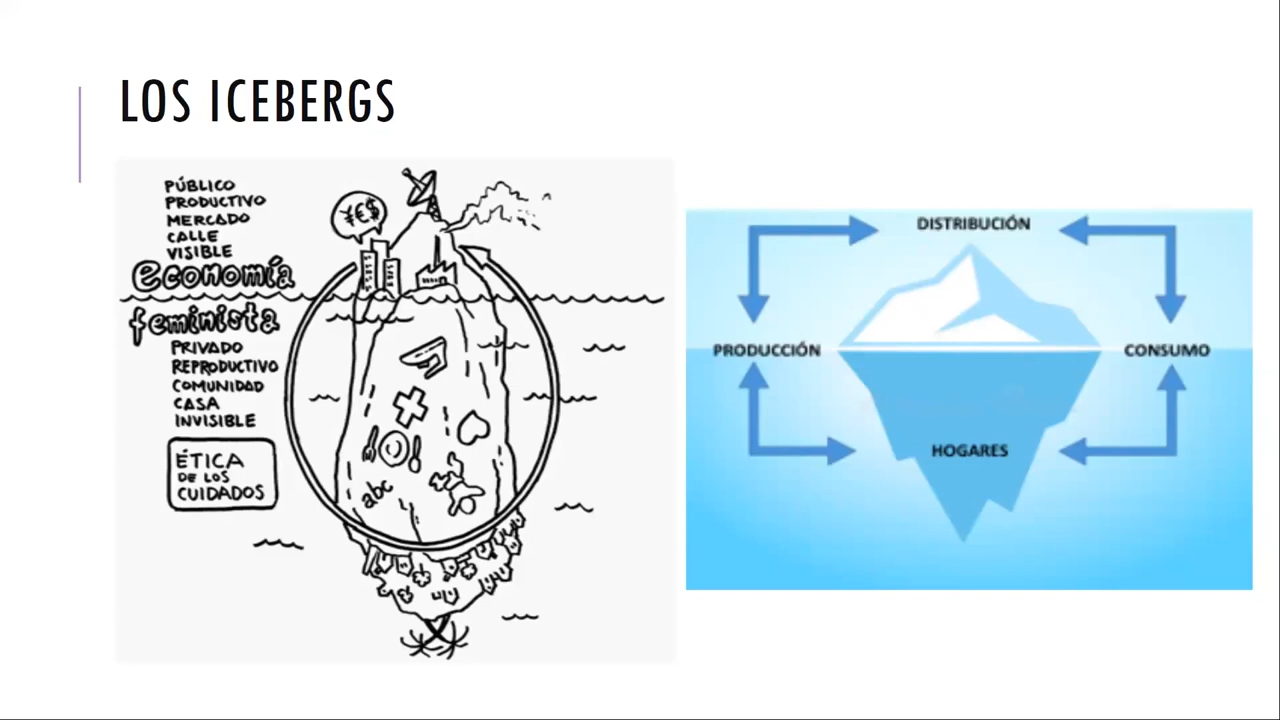 LOS ICEBERGS
PÚBLICO
PRODUCTIVO
MERCADO
CALLE
VISIBLE
economía
feminista
PRIVADO
REPRODUCTIVO
COMUNIDAD
CASA
INVISIBLE
ÉTICA
DE LOS
CUIDADOS
¥€$
abc
DISTRIBUCIÓN
PRODUCCIÓN
CONSUMO
HOGARES